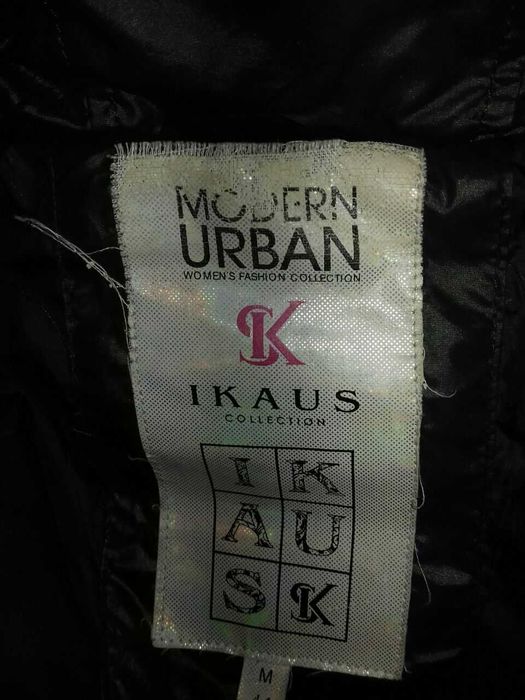 MODERN
URBAN
WOMEN'S FASHION COLLECTION
SK
IKAUS
COLLECTION
I K
A U
S SK
M